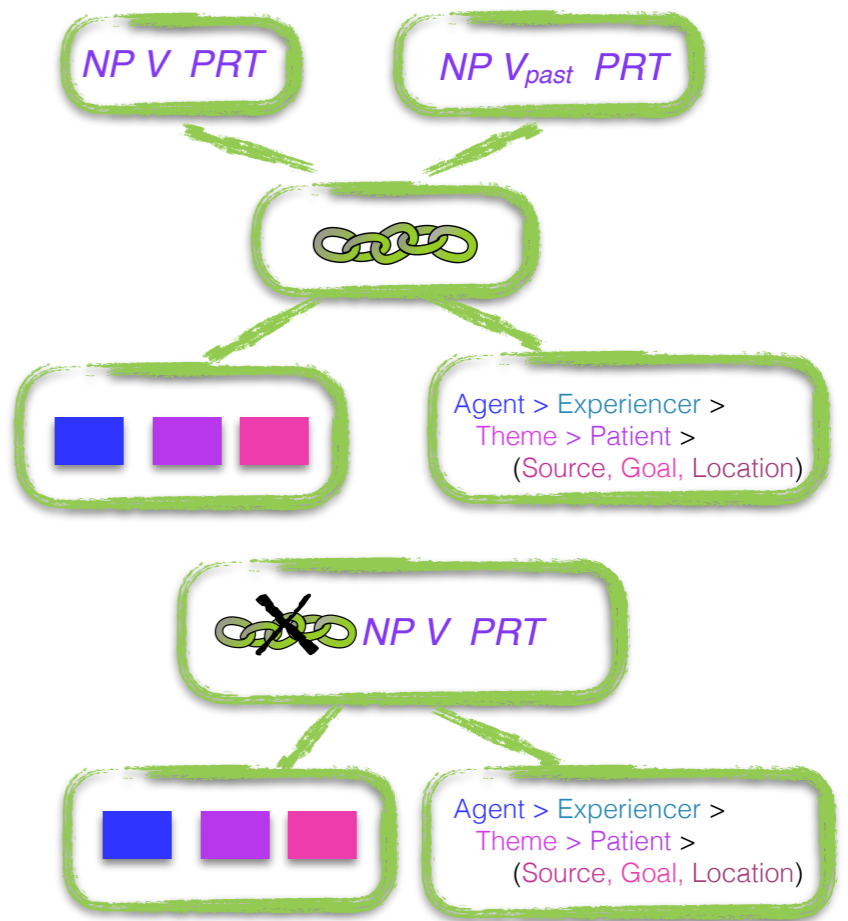 NP V PRT
NP Vpast PRT
Agent > Experiencer >
Theme > Patient >
(Source, Goal, Location)
NP V PRT
Agent > Experiencer >
Theme > Patient >
(Source, Goal, Location)